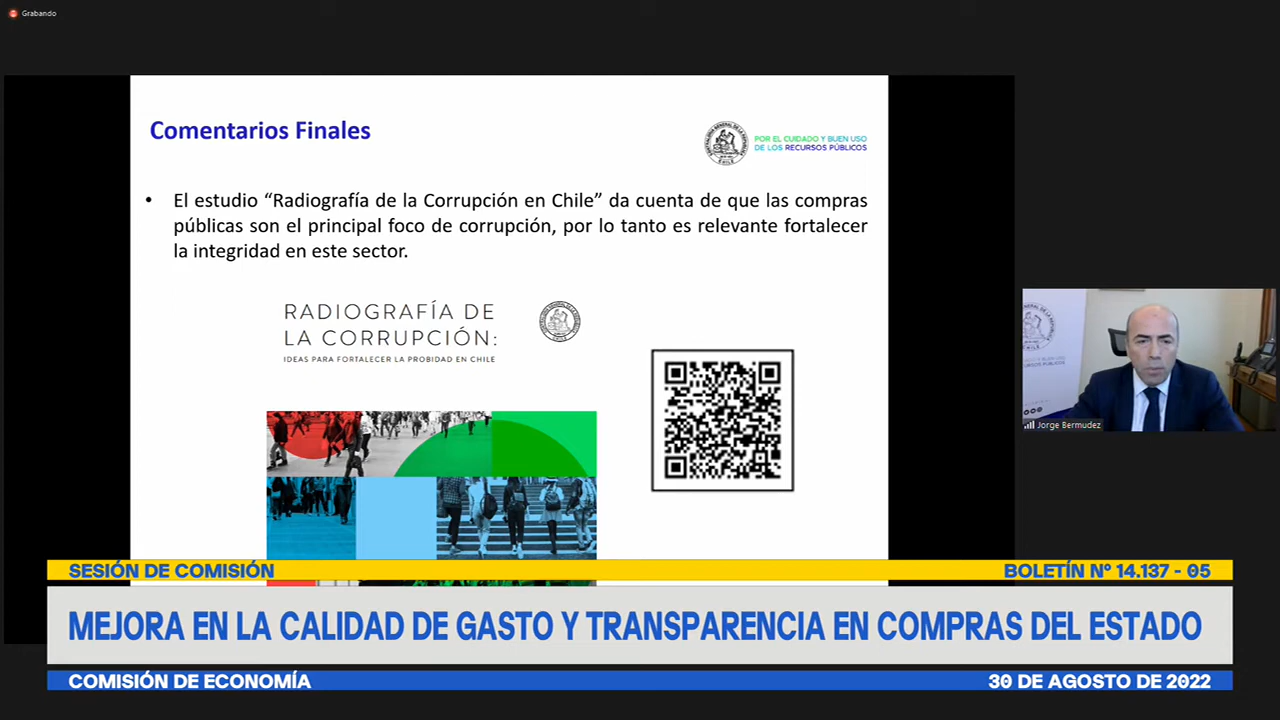 Grabando
Comentarios Finales
POR EL CUIDADO Y BUEN USO
DE LOS RECURSOS PÚBLICOS
• El estudio “Radiografía de la Corrupción en Chile” da cuenta de que las compras
públicas son el principal foco de corrupción, por lo tanto es relevante fortalecer
la integridad en este sector.
RADIOGRAFÍA DE
LA CORRUPCIÓN:
IDEAS PARA FORTALECER LA PROBIDAD EN CHILE
Jorge Bermudez
SESIÓN DE COMISIÓN
BOLETÍN N° 14.137 - 05
MEJORA EN LA CALIDAD DE GASTO Y TRANSPARENCIA EN COMPRAS DEL ESTADO
COMISIÓN DE ECONOMÍA
30 DE AGOSTO DE 2022